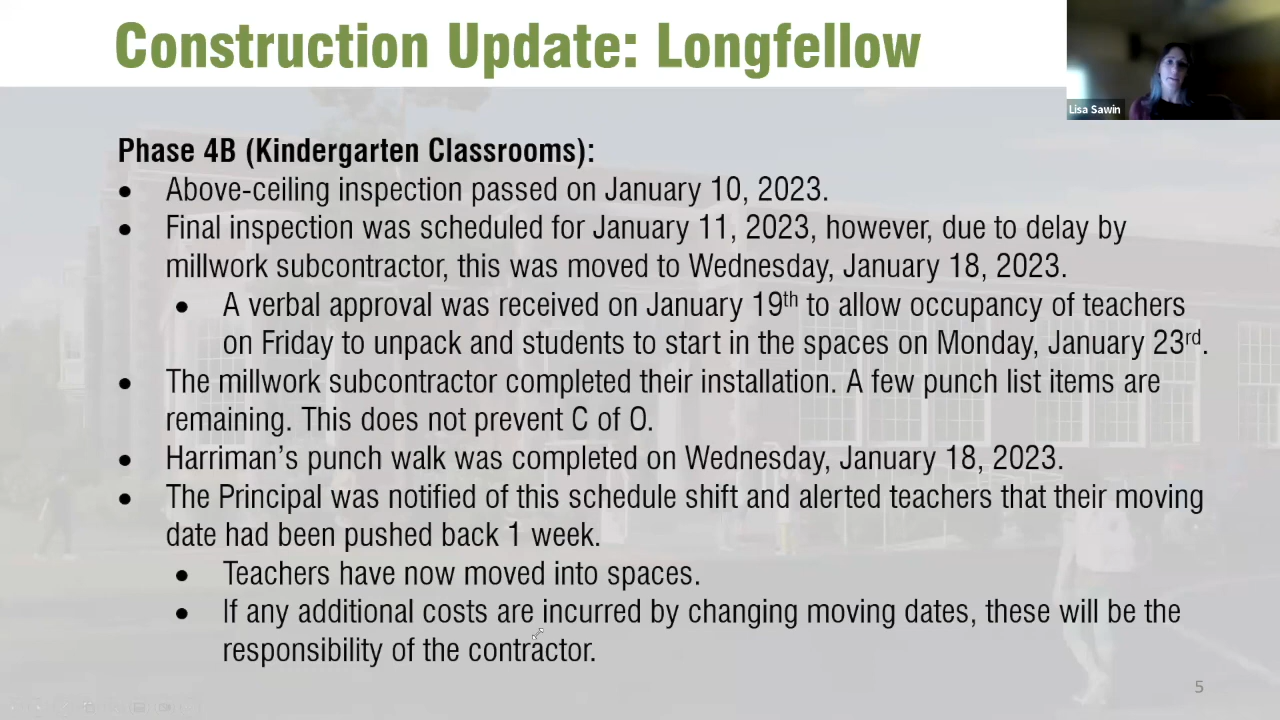 Construction Update: Longfellow
Lisa Sawin
Phase 4B (Kindergarten Classrooms):
• Above-ceiling inspection passed on January 10, 2023.
• Final inspection was scheduled for January 11, 2023, however, due to delay by
millwork subcontractor, this was moved to Wednesday, January 18, 2023.
• A verbal approval was received on January 19th to allow occupancy of teachers
on Friday to unpack and students to start in the spaces on Monday, January 23rd.
• The millwork subcontractor completed their installation. A few punch list items are
remaining. This does not prevent C of O.
• Harriman's punch walk was completed on Wednesday, January 18, 2023.
• The Principal was notified of this schedule shift and alerted teachers that their moving
date had been pushed back 1 week.
• Teachers have now moved into spaces.
• If any additional costs are incurred by changing moving dates, these will be the
responsibility of the contractor.
5